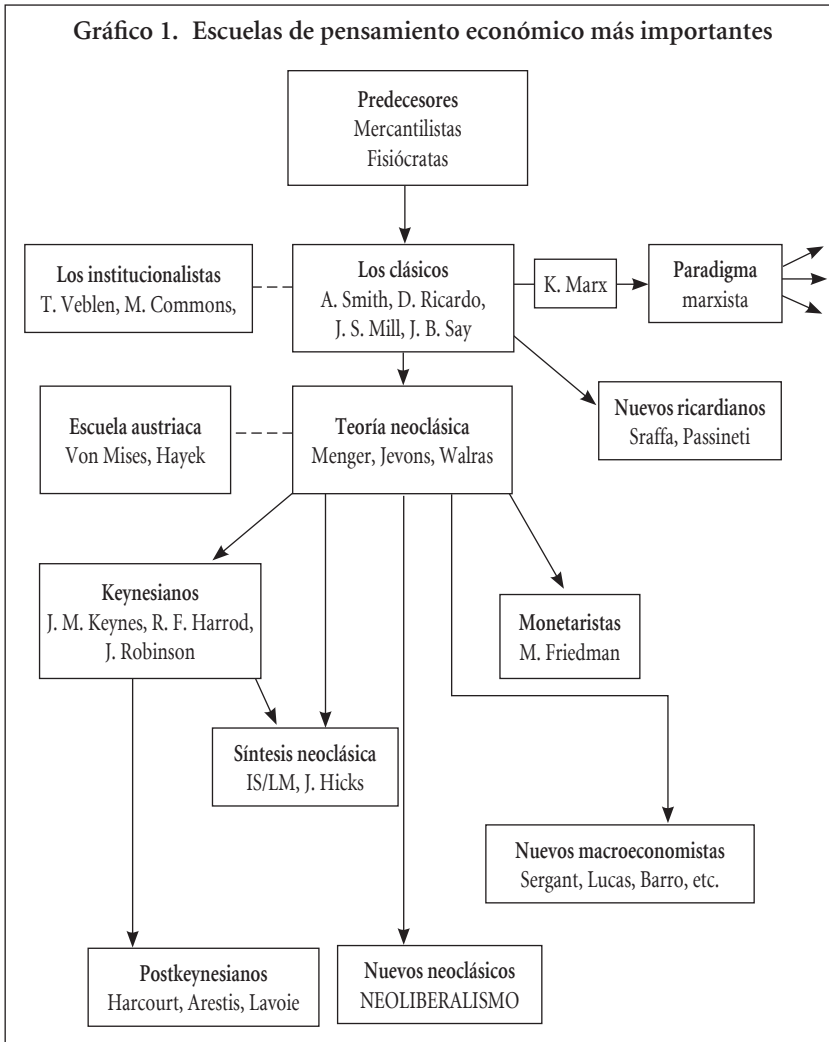 Gráfico 1. Escuelas de pensamiento económico más importantes
Predecesores
Mercantilistas
Fisiócratas
Los institucionalistas
T. Veblen, M. Commons,
Los clásicos
A. Smith, D. Ricardo,
J. S. Mill, J. B. Say
K. Marx
Paradigma
marxista
Escuela austriaca
Von Mises, Hayek
Teoría neoclásica
Menger, Jevons, Walras
Nuevos ricardianos
Sraffa, Passineti
Keynesianos
J. M. Keynes, R. F. Harrod,
J. Robinson
Monetaristas
M. Friedman
Síntesis neoclásica
IS/LM, J. Hicks
Nuevos macroeconomistas
Sergant, Lucas, Barro, etc.
Postkeynesianos
Harcourt, Arestis, Lavoie
Nuevos neoclásicos
NEOLIBERALISMO